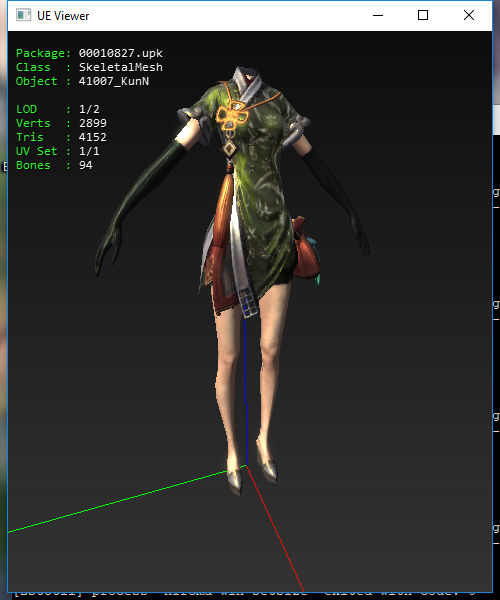 UE Viewer
Package: 00010827.upk
Class : SkeletalMesh
Object : 41007_KunN
LOD : 1/2
Verts : 2899
Tris : 4152
UV Set : 1/1
Bones : 94